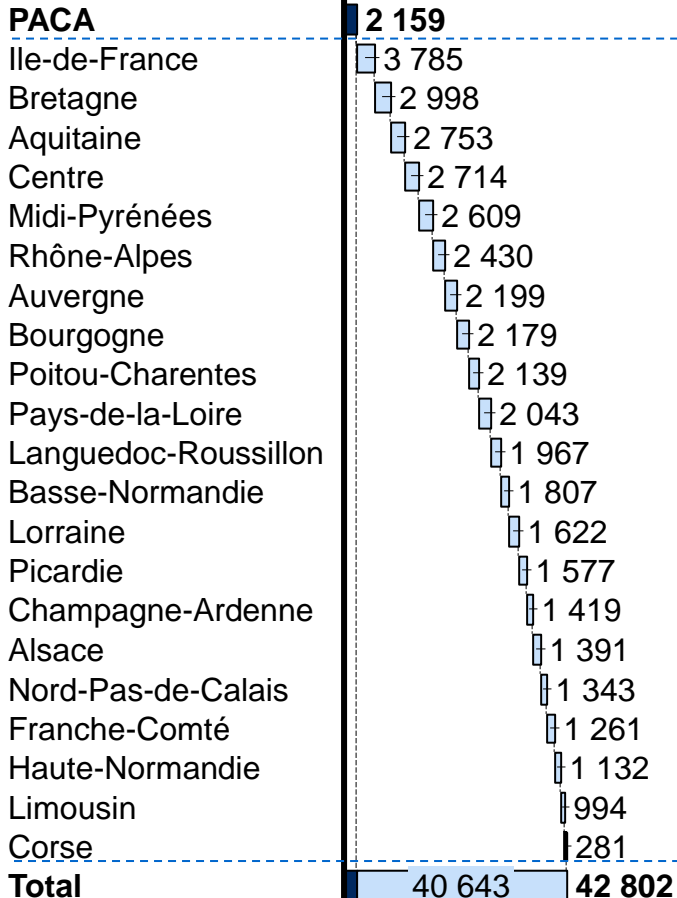 PACA 2 159
Ile-de-France 3 785
Bretagne 2 998
Aquitaine 2 753
Centre 2 714
Midi-Pyrénées 2 609
Rhône-Alpes 2 430
Auvergne 2 199
Bourgogne 2 179
Poitou-Charentes 2 139
Pays-de-la-Loire 2 043
Languedoc-Roussillon 1 967
Basse-Normandie 1 807
Lorraine 1 622
Picardie 1 577
Champagne-Ardenne 1 419
Alsace 1 391
Nord-Pas-de-Calais 1 343
Franche-Comté 1 261
Haute-Normandie 1 132
Limousin 994
Corse 281
Total 40 643 42 802